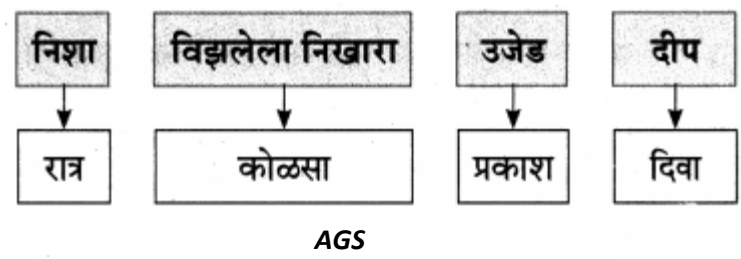 निशा विझलेला निखारा उजेड दीप
रात्र कोळसा प्रकाश दिवा
AGS